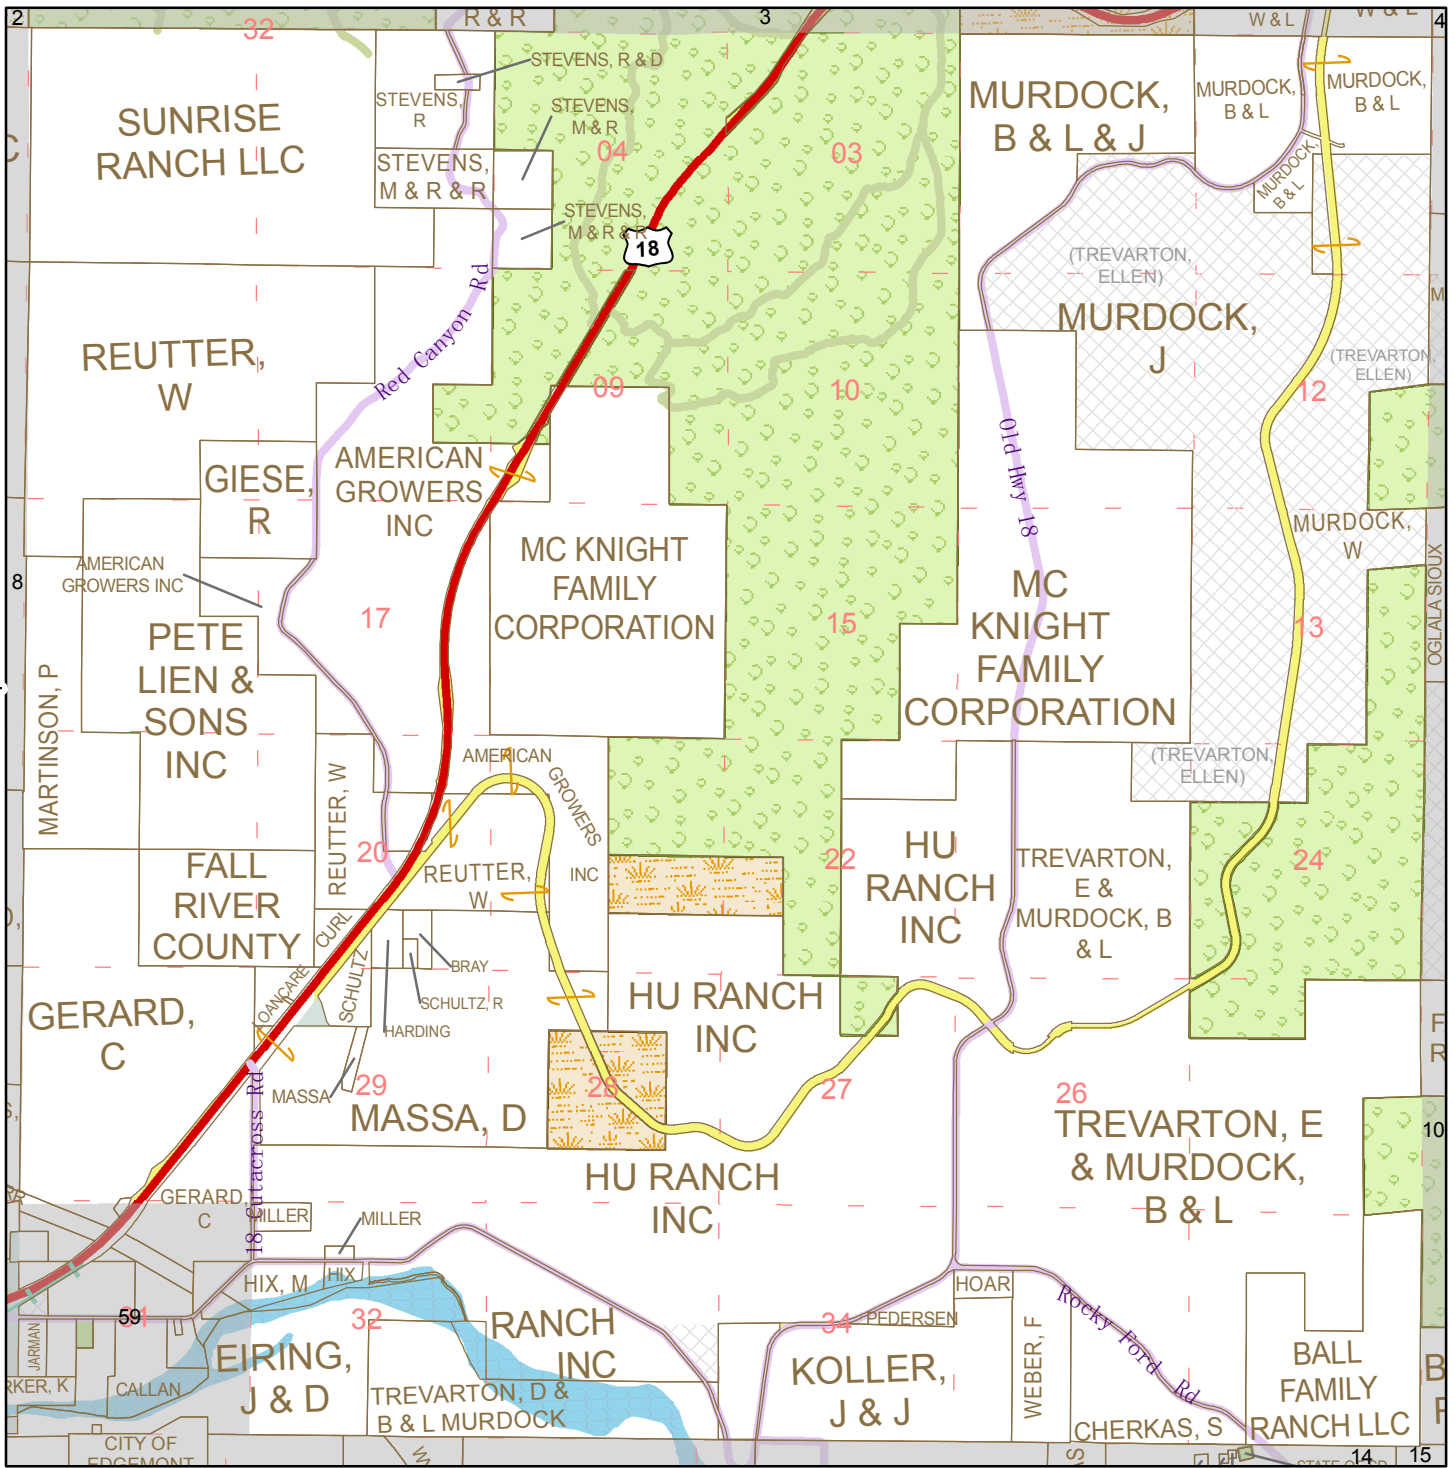 2
R & R
3
W & L
W & L
4
32
STEVENS, R & D
STEVENS,
R
STEVENS,
M & R
SUNRISE
RANCH LLC
STEVENS,
M & R & R
STEVENS,
M & R & R
04
03
MURDOCK,
B & L & J
MURDOCK,
B & L
MURDOCK,
B & L
MURDOCK,
B & L
18
(TREVARTON,
ELLEN)
MURDOCK,
J
(TREVARTON,
ELLEN)
Red Canyon Rd
REUTTER,
W
09
10
12
GIESE,
R
AMERICAN
GROWERS
INC
Old Hwy 18
MURDOCK,
W
AMERICAN
GROWERS INC
8
MC KNIGHT
FAMILY
CORPORATION
MC
KNIGHT
FAMILY
CORPORATION
OGLALA SIOUX
17
15
13
PETE
LIEN &
SONS
INC
MARTINSON, P
REUTTER, W
AMERICAN
GROWERS
INC
(TREVARTON,
ELLEN)
20
22
24
FALL
RIVER
COUNTY
REUTTER,
W
HU
RANCH
INC
TREVARTON,
E &
MURDOCK, B
& L
CURL
SCHULTZ
BRAY
SCHULTZ, R
HARDING
GERARD,
C
HU RANCH
INC
MASSA
29
28
27
26
MASSA, D
TREVARTON, E
& MURDOCK,
B & L
10
18 Cutacross Rd
HU RANCH
INC
GERARD,
C
MILLER
MILLER
HIX, M
HIX
HOAR
59
32
34
PEDERSEN
Rocky Ford Rd
JARMAN
RANCH
INC
EIRING,
J & D
KOLLER,
J & J
WEBER, F
BALL
FAMILY
RANCH LLC
CALLAN
TREVARTON, D &
B & L MURDOCK
CHERKAS, S
CITY OF
EDGEMONT
14
15